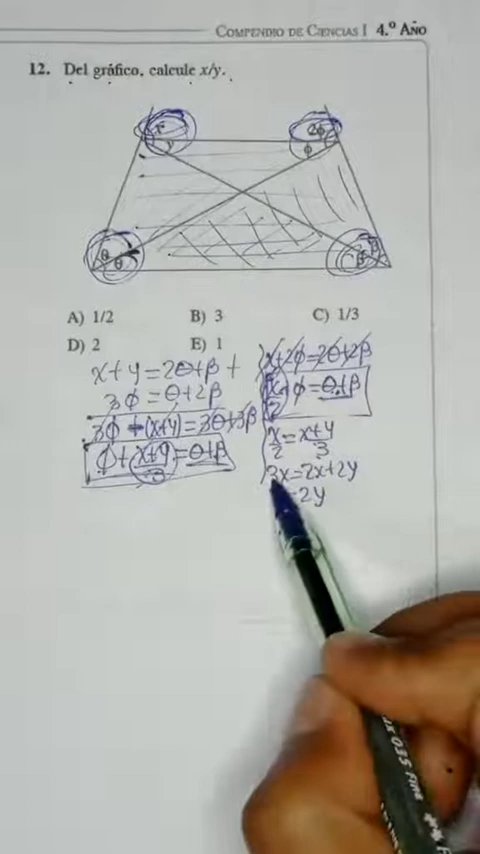 COMPENDIO DE CIENCIAS I 4.º AÑO
12. Del gráfico, calcule x/y.
x
2ϕ
ϕ
θ
θ
β
β
A) 1/2 B) 3 C) 1/3
D) 2 E) 1
x+y=2θ+β +
3ϕ=θ+2β
3ϕ+(x+y)=3θ+3β
ϕ+(x+y)/3=θ+β
x+2ϕ=2θ+2β
x/2+ϕ=θ+β
x/2=x+y/3
3x=2x+2y
=2y